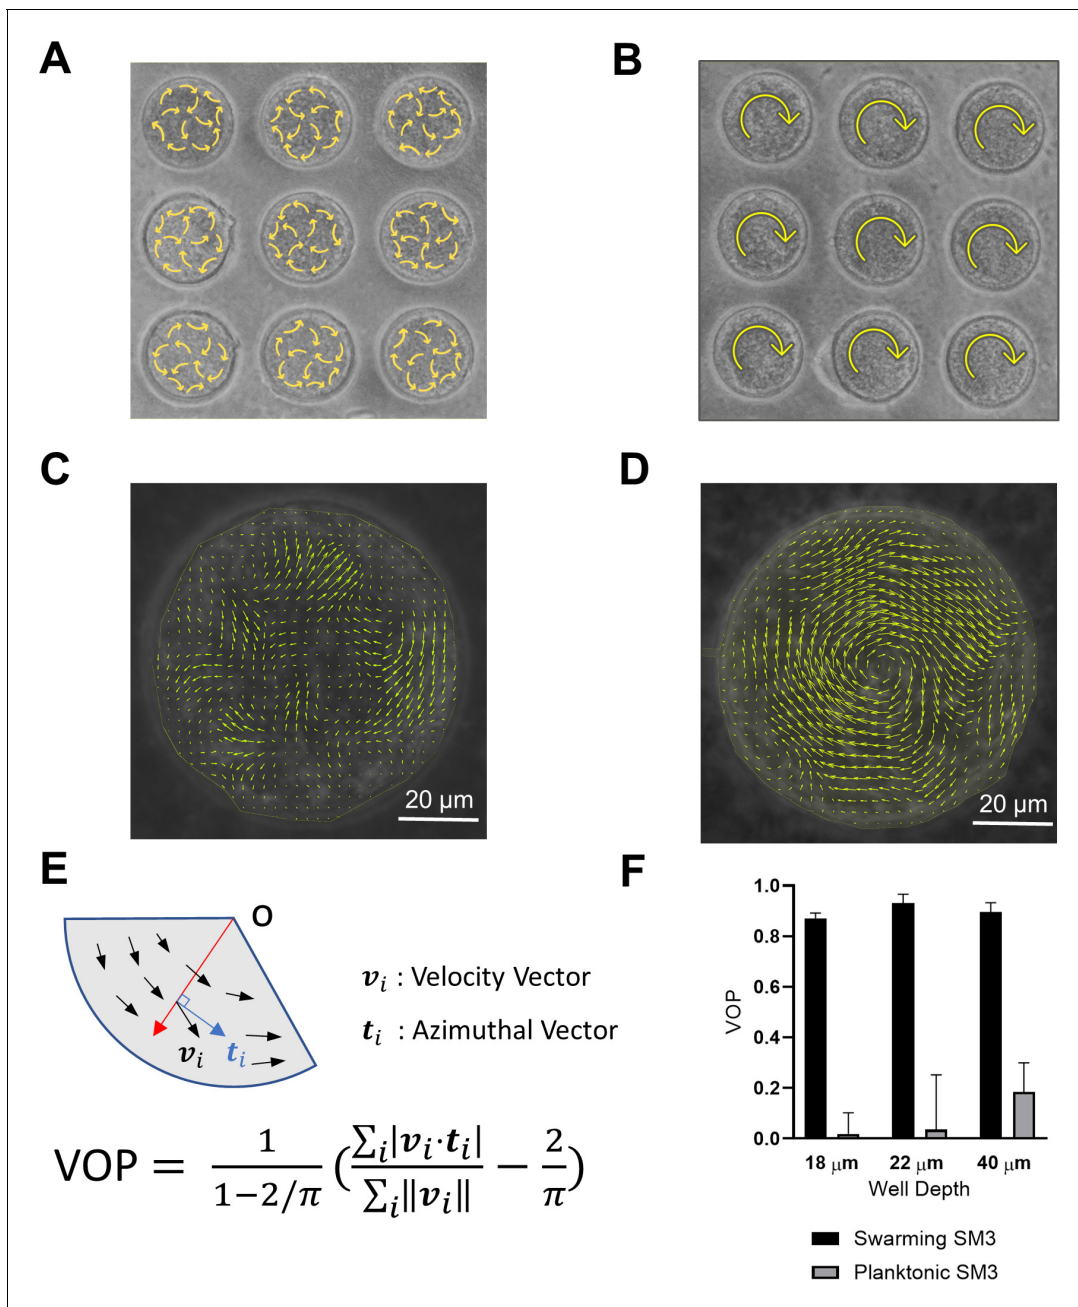 A
B
C
D
20 μm
20 μm
E
F
O
v_i : Velocity Vector
t_i : Azimuthal Vector
v_i t_i
VOP = 1/(1−2/π) (∑_i|v_i·t_i| / ∑_i‖v_i‖ − 2/π)
1.0
0.8
0.6
0.4
0.2
0.0
VOP
18 μm 22 μm 40 μm
Well Depth
Swarming SM3
Planktonic SM3